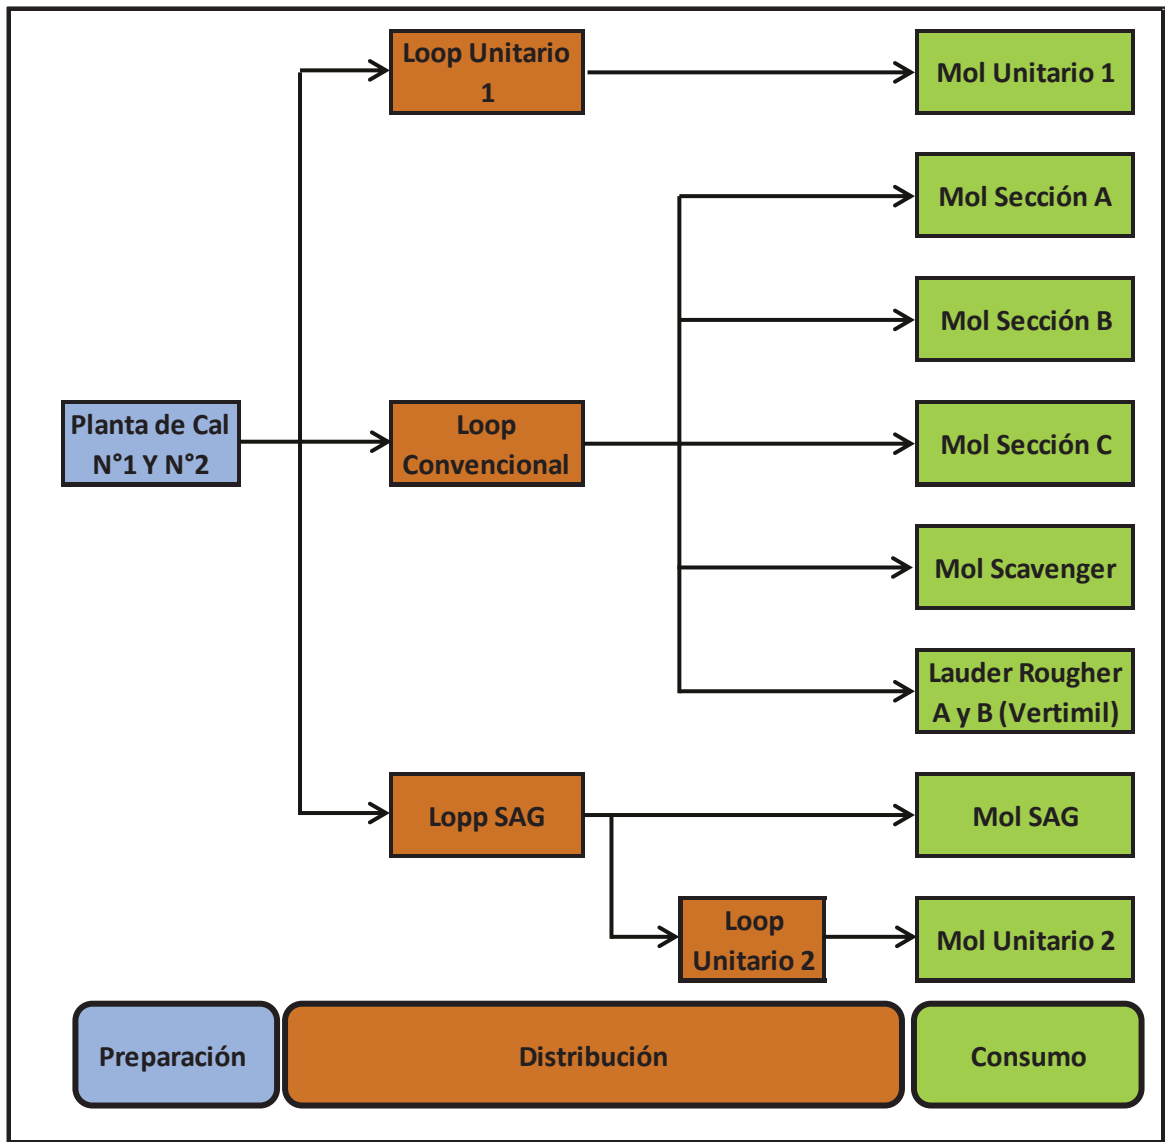 Loop Unitario
1
Mol Unitario 1
Mol Sección A
Mol Sección B
Planta de Cal
N°1 Y N°2
Loop
Convencional
Mol Sección C
Mol Scavenger
Lauder Rougher
A y B (Vertimil)
Lopp SAG
Mol SAG
Loop
Unitario 2
Mol Unitario 2
Preparación
Distribución
Consumo